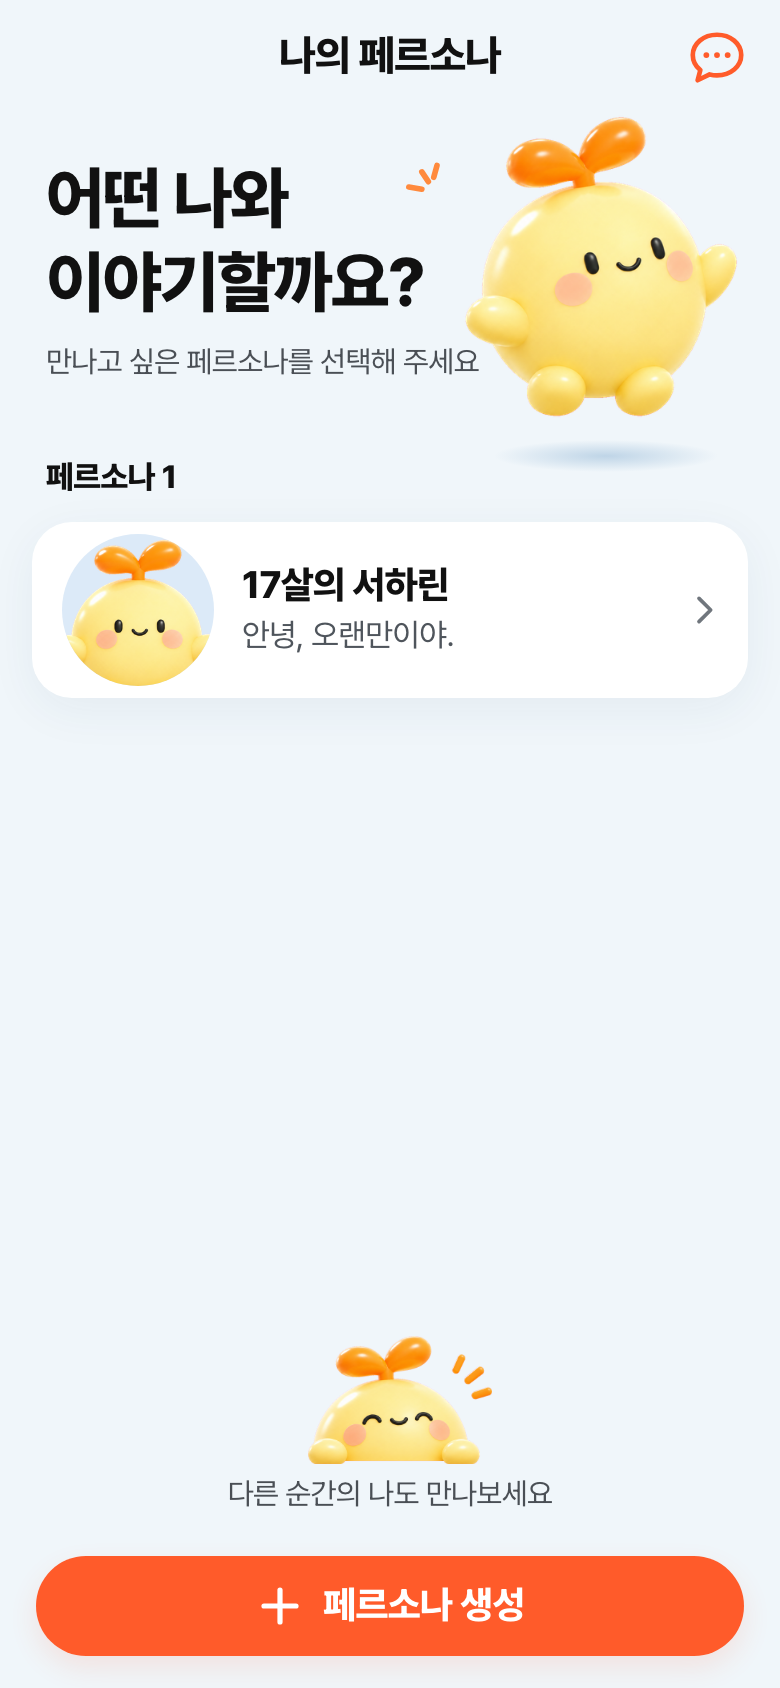 나의 페르소나
어떤 나와
이야기할까요?
만나고 싶은 페르소나를 선택해 주세요
페르소나 1
17살의 서하린
안녕, 오랜만이야.
다른 순간의 나도 만나보세요
페르소나 생성